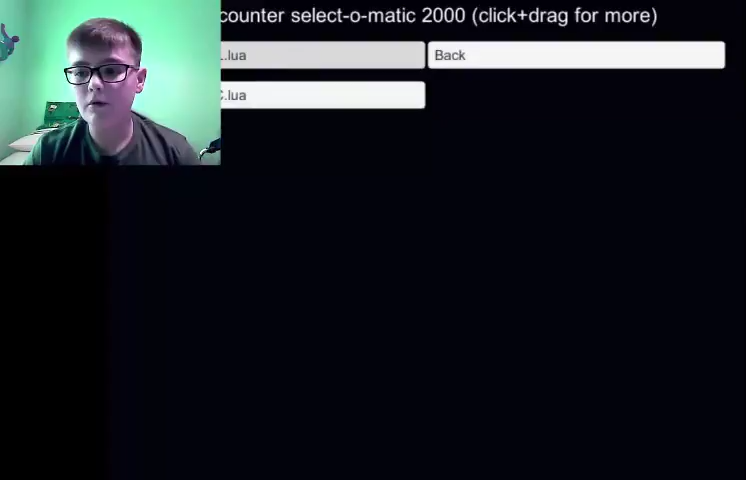 counter select-o-matic 2000 (click+drag for more)
.lua
Back
.lua